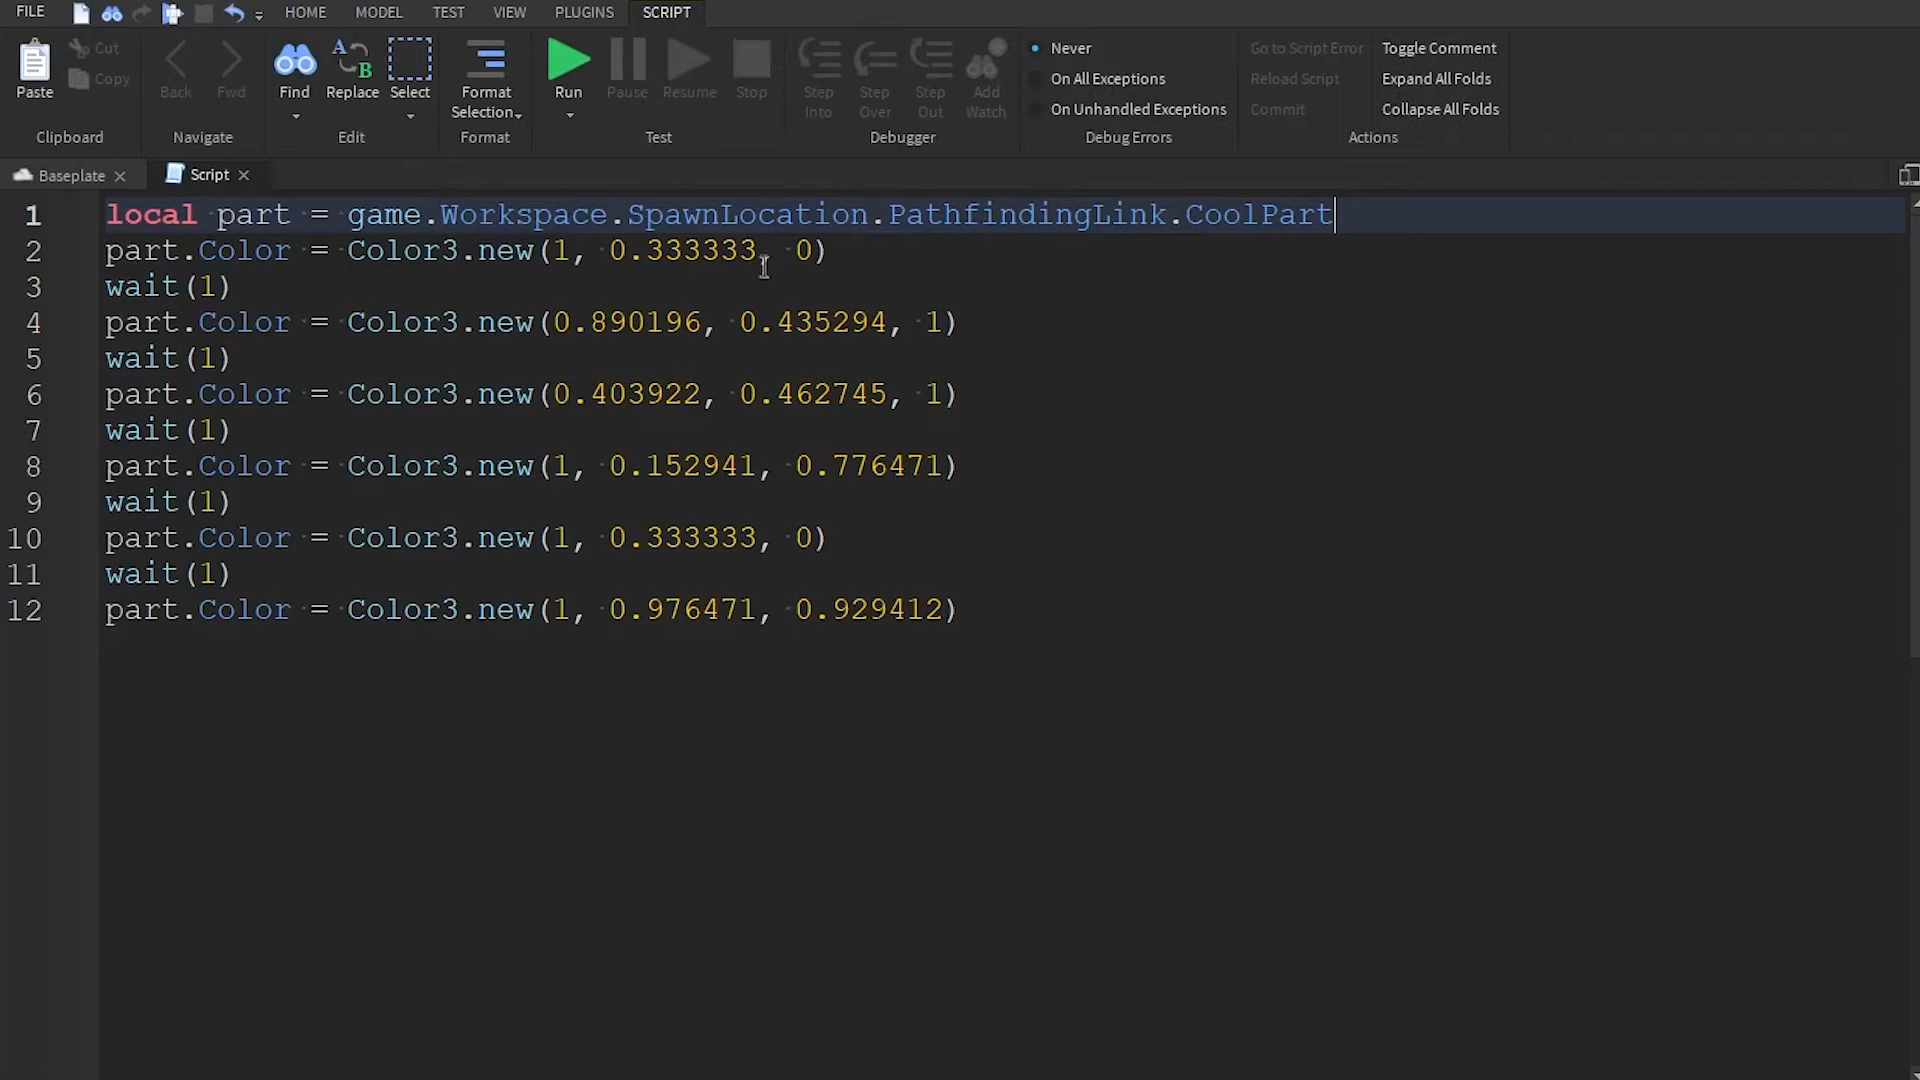 FILE HOME MODEL TEST VIEW PLUGINS SCRIPT
Paste
Cut
Copy
Clipboard
Back
Fwd
Navigate
Find
A
B
Replace
Select
Edit
Format
Selection
Format
Run
Pause
Resume
Stop
Test
Step
Into
Step
Over
Step
Out
Add
Watch
Debugger
Never
On All Exceptions
On Unhandled Exceptions
Debug Errors
Go to Script Error
Reload Script
Commit
Toggle Comment
Expand All Folds
Collapse All Folds
Actions
Baseplate
Script
1 local part = game.Workspace.SpawnLocation.PathfindingLink.CoolPart
2 part.Color = Color3.new(1, 0.333333, 0)
3 wait(1)
4 part.Color = Color3.new(0.890196, 0.435294, 1)
5 wait(1)
6 part.Color = Color3.new(0.403922, 0.462745, 1)
7 wait(1)
8 part.Color = Color3.new(1, 0.152941, 0.776471)
9 wait(1)
10 part.Color = Color3.new(1, 0.333333, 0)
11 wait(1)
12 part.Color = Color3.new(1, 0.976471, 0.929412)